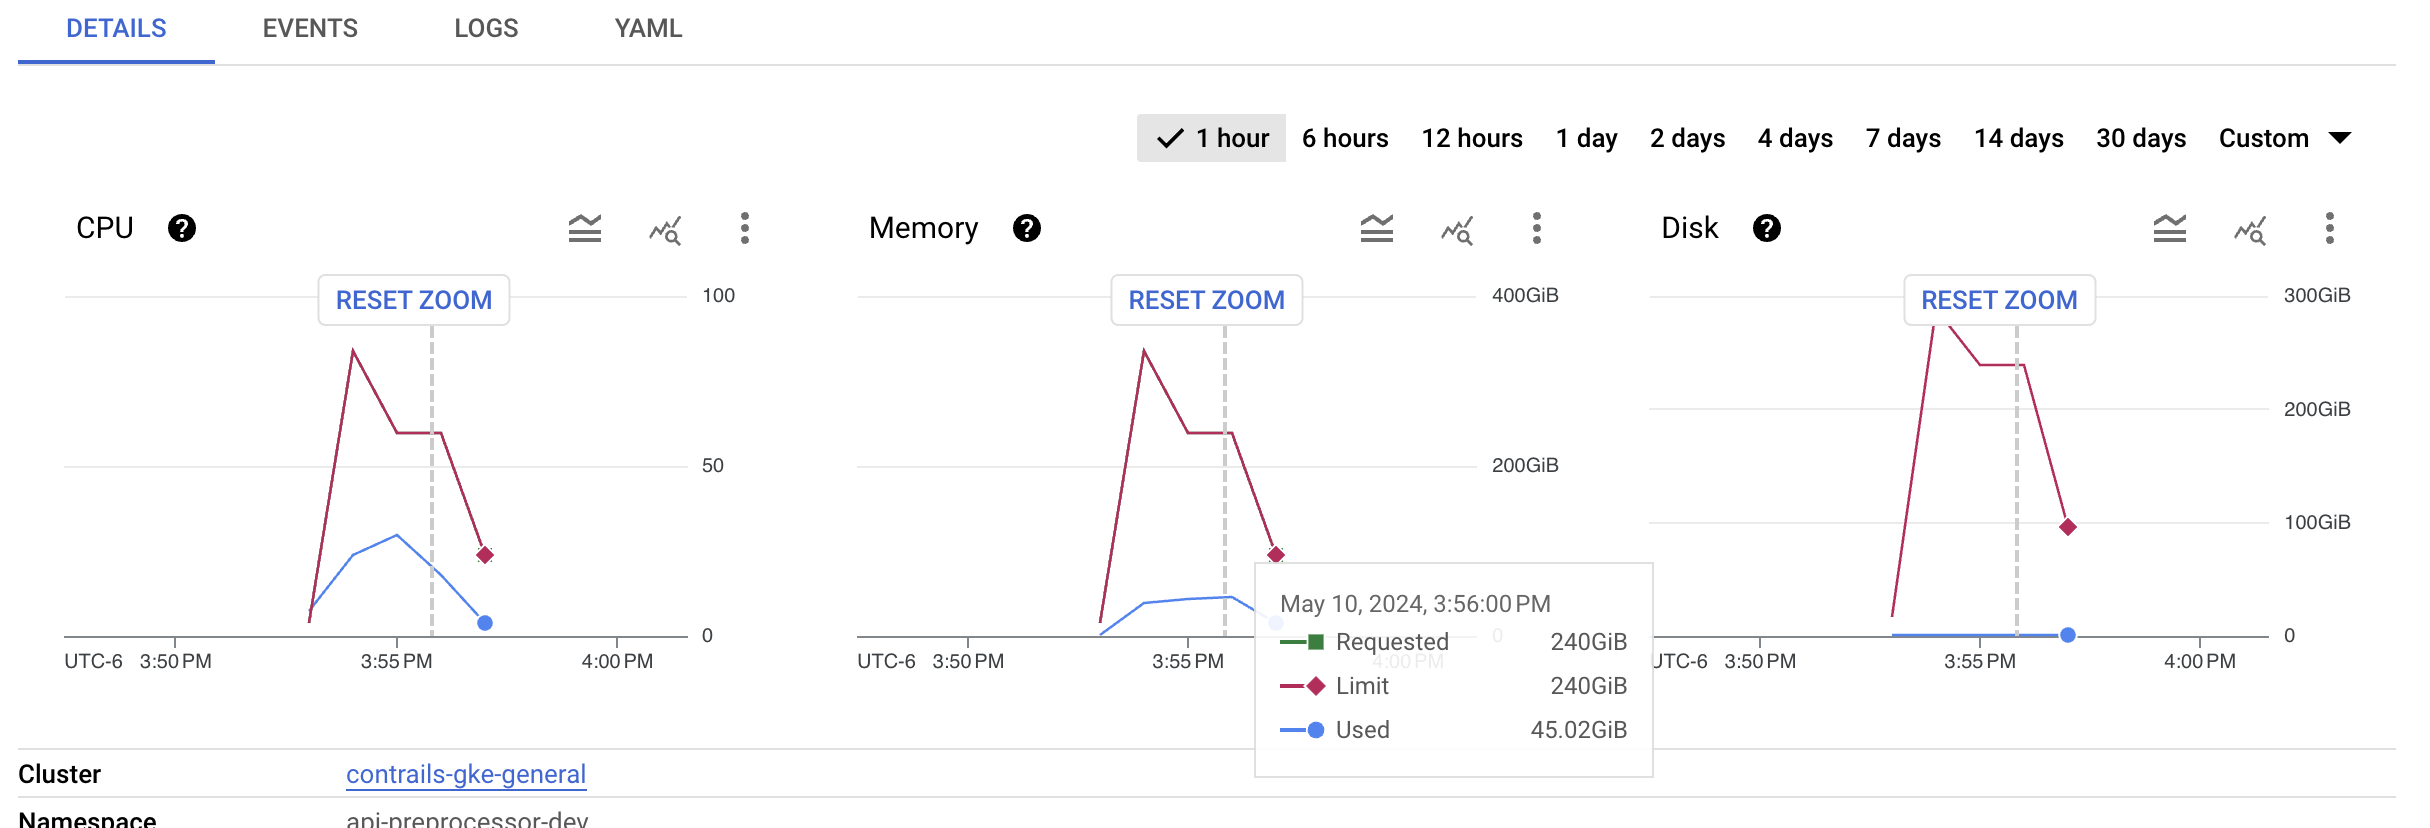 DETAILS EVENTS LOGS YAML
1 hour 6 hours 12 hours 1 day 2 days 4 days 7 days 14 days 30 days Custom
CPU
RESET ZOOM
100
50
0
UTC-6 3:50 PM 3:55 PM 4:00 PM
Memory
RESET ZOOM
400GiB
200GiB
0
UTC-6 3:50 PM 3:55 PM 4:00 PM
May 10, 2024, 3:56:00 PM
Requested 240GiB
Limit 240GiB
Used 45.02GiB
Disk
RESET ZOOM
300GiB
200GiB
100GiB
0
UTC-6 3:50 PM 3:55 PM 4:00 PM
Cluster contrails-gke-general
Namespace api-preprocessor-dev